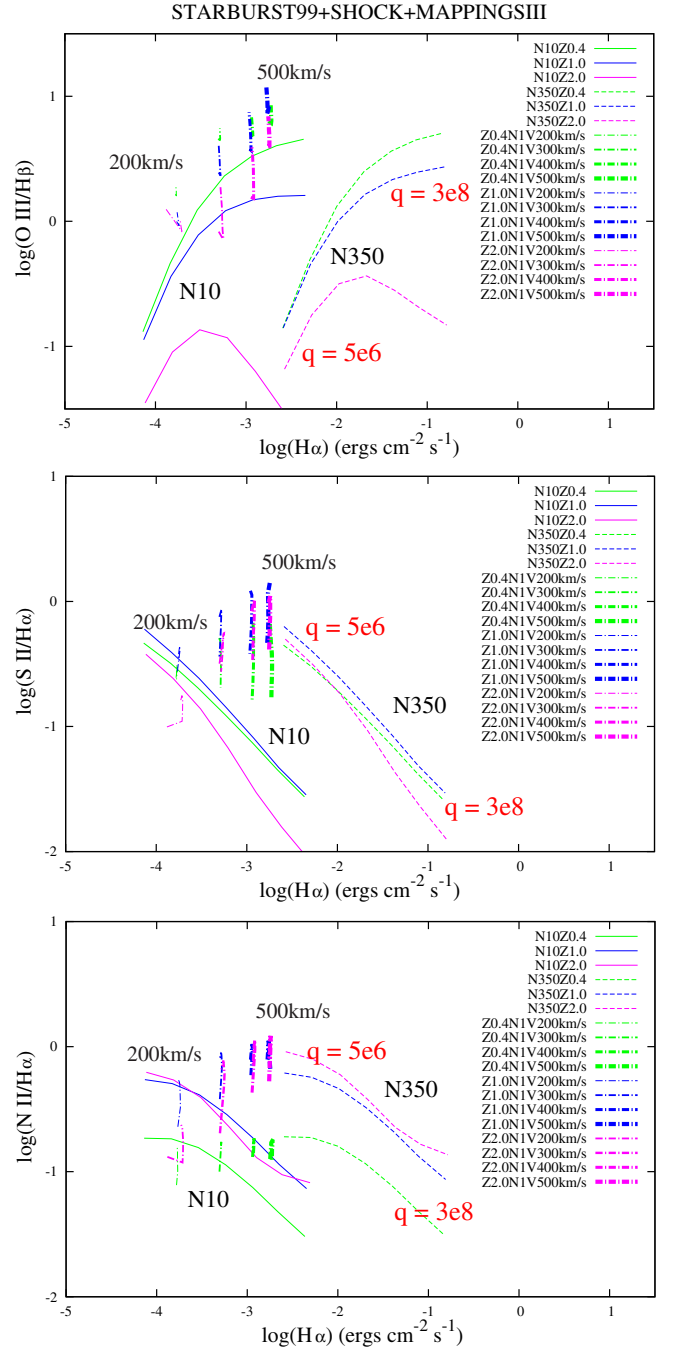 STARBURST99+SHOCK+MAPPINGSIII
N10Z0.4
N10Z1.0
N10Z2.0
N350Z0.4
N350Z1.0
N350Z2.0
Z0.4N1V200km/s
Z0.4N1V300km/s
Z0.4N1V400km/s
Z0.4N1V500km/s
Z1.0N1V200km/s
Z1.0N1V300km/s
Z1.0N1V400km/s
Z1.0N1V500km/s
Z2.0N1V200km/s
Z2.0N1V300km/s
Z2.0N1V400km/s
Z2.0N1V500km/s
500km/s
200km/s
q = 3e8
N350
N10
q = 5e6
log(O III/Hβ)
1
0
-1
-5 -4 -3 -2 -1 0 1
log(Hα) (ergs cm⁻² s⁻¹)
N10Z0.4
N10Z1.0
N10Z2.0
N350Z0.4
N350Z1.0
N350Z2.0
Z0.4N1V200km/s
Z0.4N1V300km/s
Z0.4N1V400km/s
Z0.4N1V500km/s
Z1.0N1V200km/s
Z1.0N1V300km/s
Z1.0N1V400km/s
Z1.0N1V500km/s
Z2.0N1V200km/s
Z2.0N1V300km/s
Z2.0N1V400km/s
Z2.0N1V500km/s
500km/s
200km/s
q = 5e6
N350
N10
q = 3e8
log(S II/Hα)
1
0
-1
-2
-5 -4 -3 -2 -1 0 1
log(Hα) (ergs cm⁻² s⁻¹)
N10Z0.4
N10Z1.0
N10Z2.0
N350Z0.4
N350Z1.0
N350Z2.0
Z0.4N1V200km/s
Z0.4N1V300km/s
Z0.4N1V400km/s
Z0.4N1V500km/s
Z1.0N1V200km/s
Z1.0N1V300km/s
Z1.0N1V400km/s
Z1.0N1V500km/s
Z2.0N1V200km/s
Z2.0N1V300km/s
Z2.0N1V400km/s
Z2.0N1V500km/s
500km/s
200km/s
q = 5e6
N350
N10
q = 3e8
log(N II/Hα)
1
0
-1
-2
-5 -4 -3 -2 -1 0 1
log(Hα) (ergs cm⁻² s⁻¹)